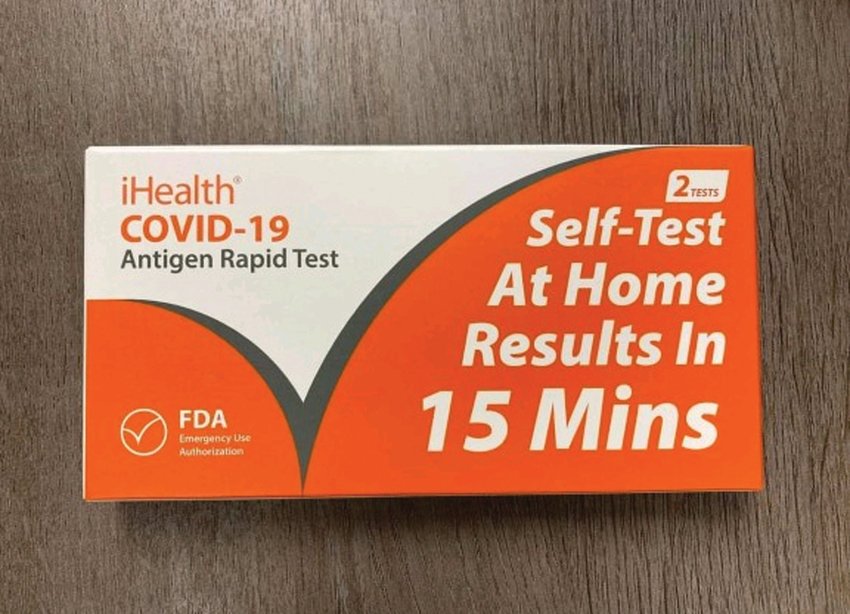 iHealth®
COVID-19
Antigen Rapid Test
2 TESTS
Self-Test
At Home
Results In
15 Mins
FDA
Emergency Use
Authorization